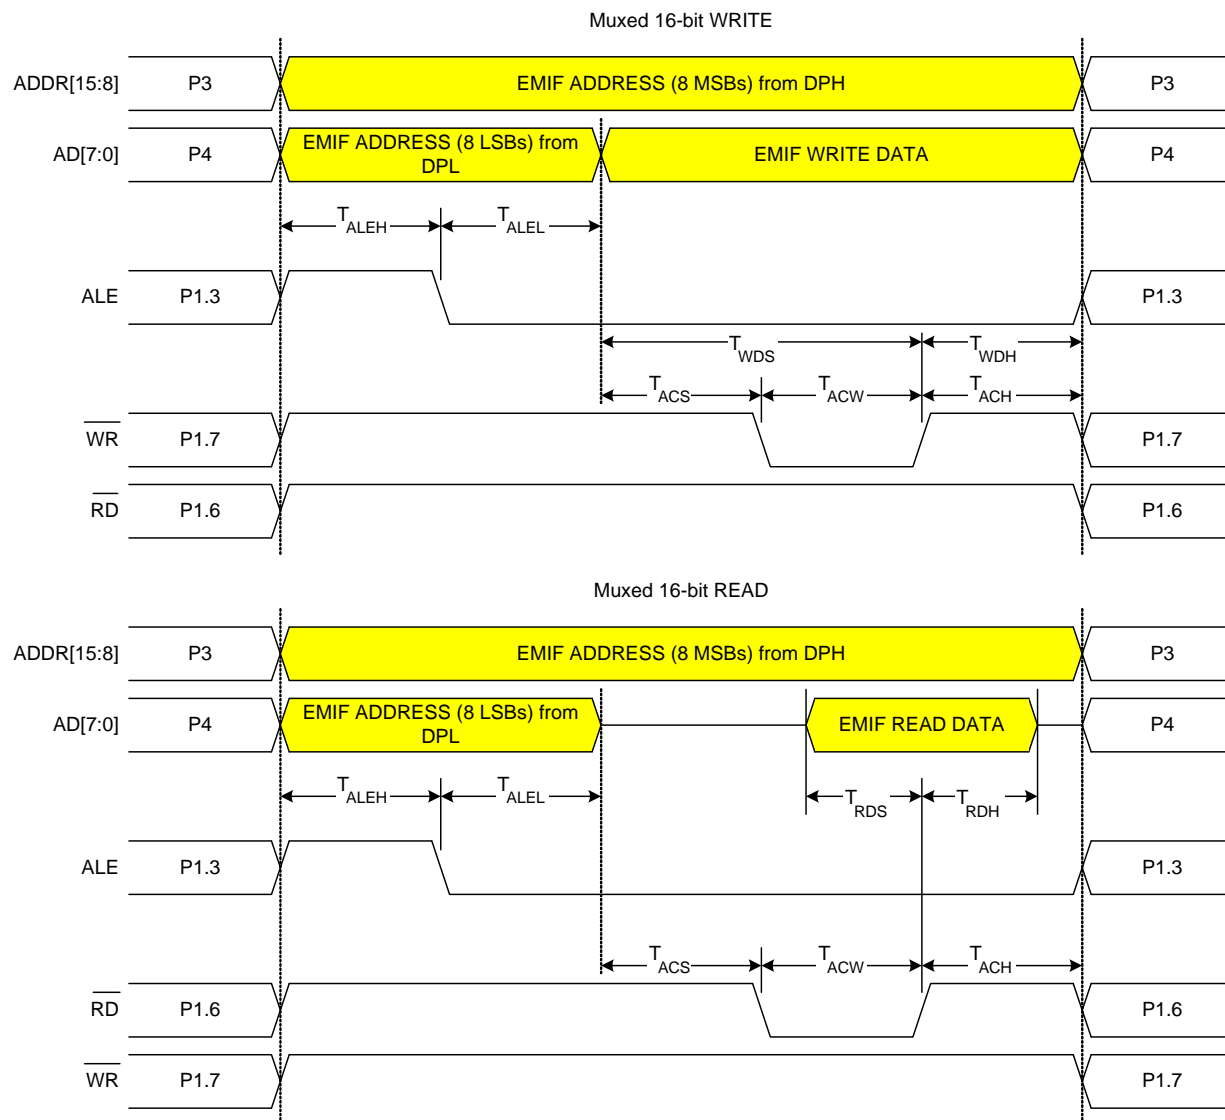 Muxed 16-bit WRITE
ADDR[15:8] P3 EMIF ADDRESS (8 MSBs) from DPH P3
AD[7:0] P4 EMIF ADDRESS (8 LSBs) from DPL EMIF WRITE DATA P4
TALEH TALEL
ALE P1.3 P1.3
TWDS TWDH
TACS TACW TACH
WR P1.7 P1.7
RD P1.6 P1.6
Muxed 16-bit READ
ADDR[15:8] P3 EMIF ADDRESS (8 MSBs) from DPH P3
AD[7:0] P4 EMIF ADDRESS (8 LSBs) from DPL EMIF READ DATA P4
TALEH TALEL TRDS TRDH
ALE P1.3 P1.3
TACS TACW TACH
RD P1.6 P1.6
WR P1.7 P1.7